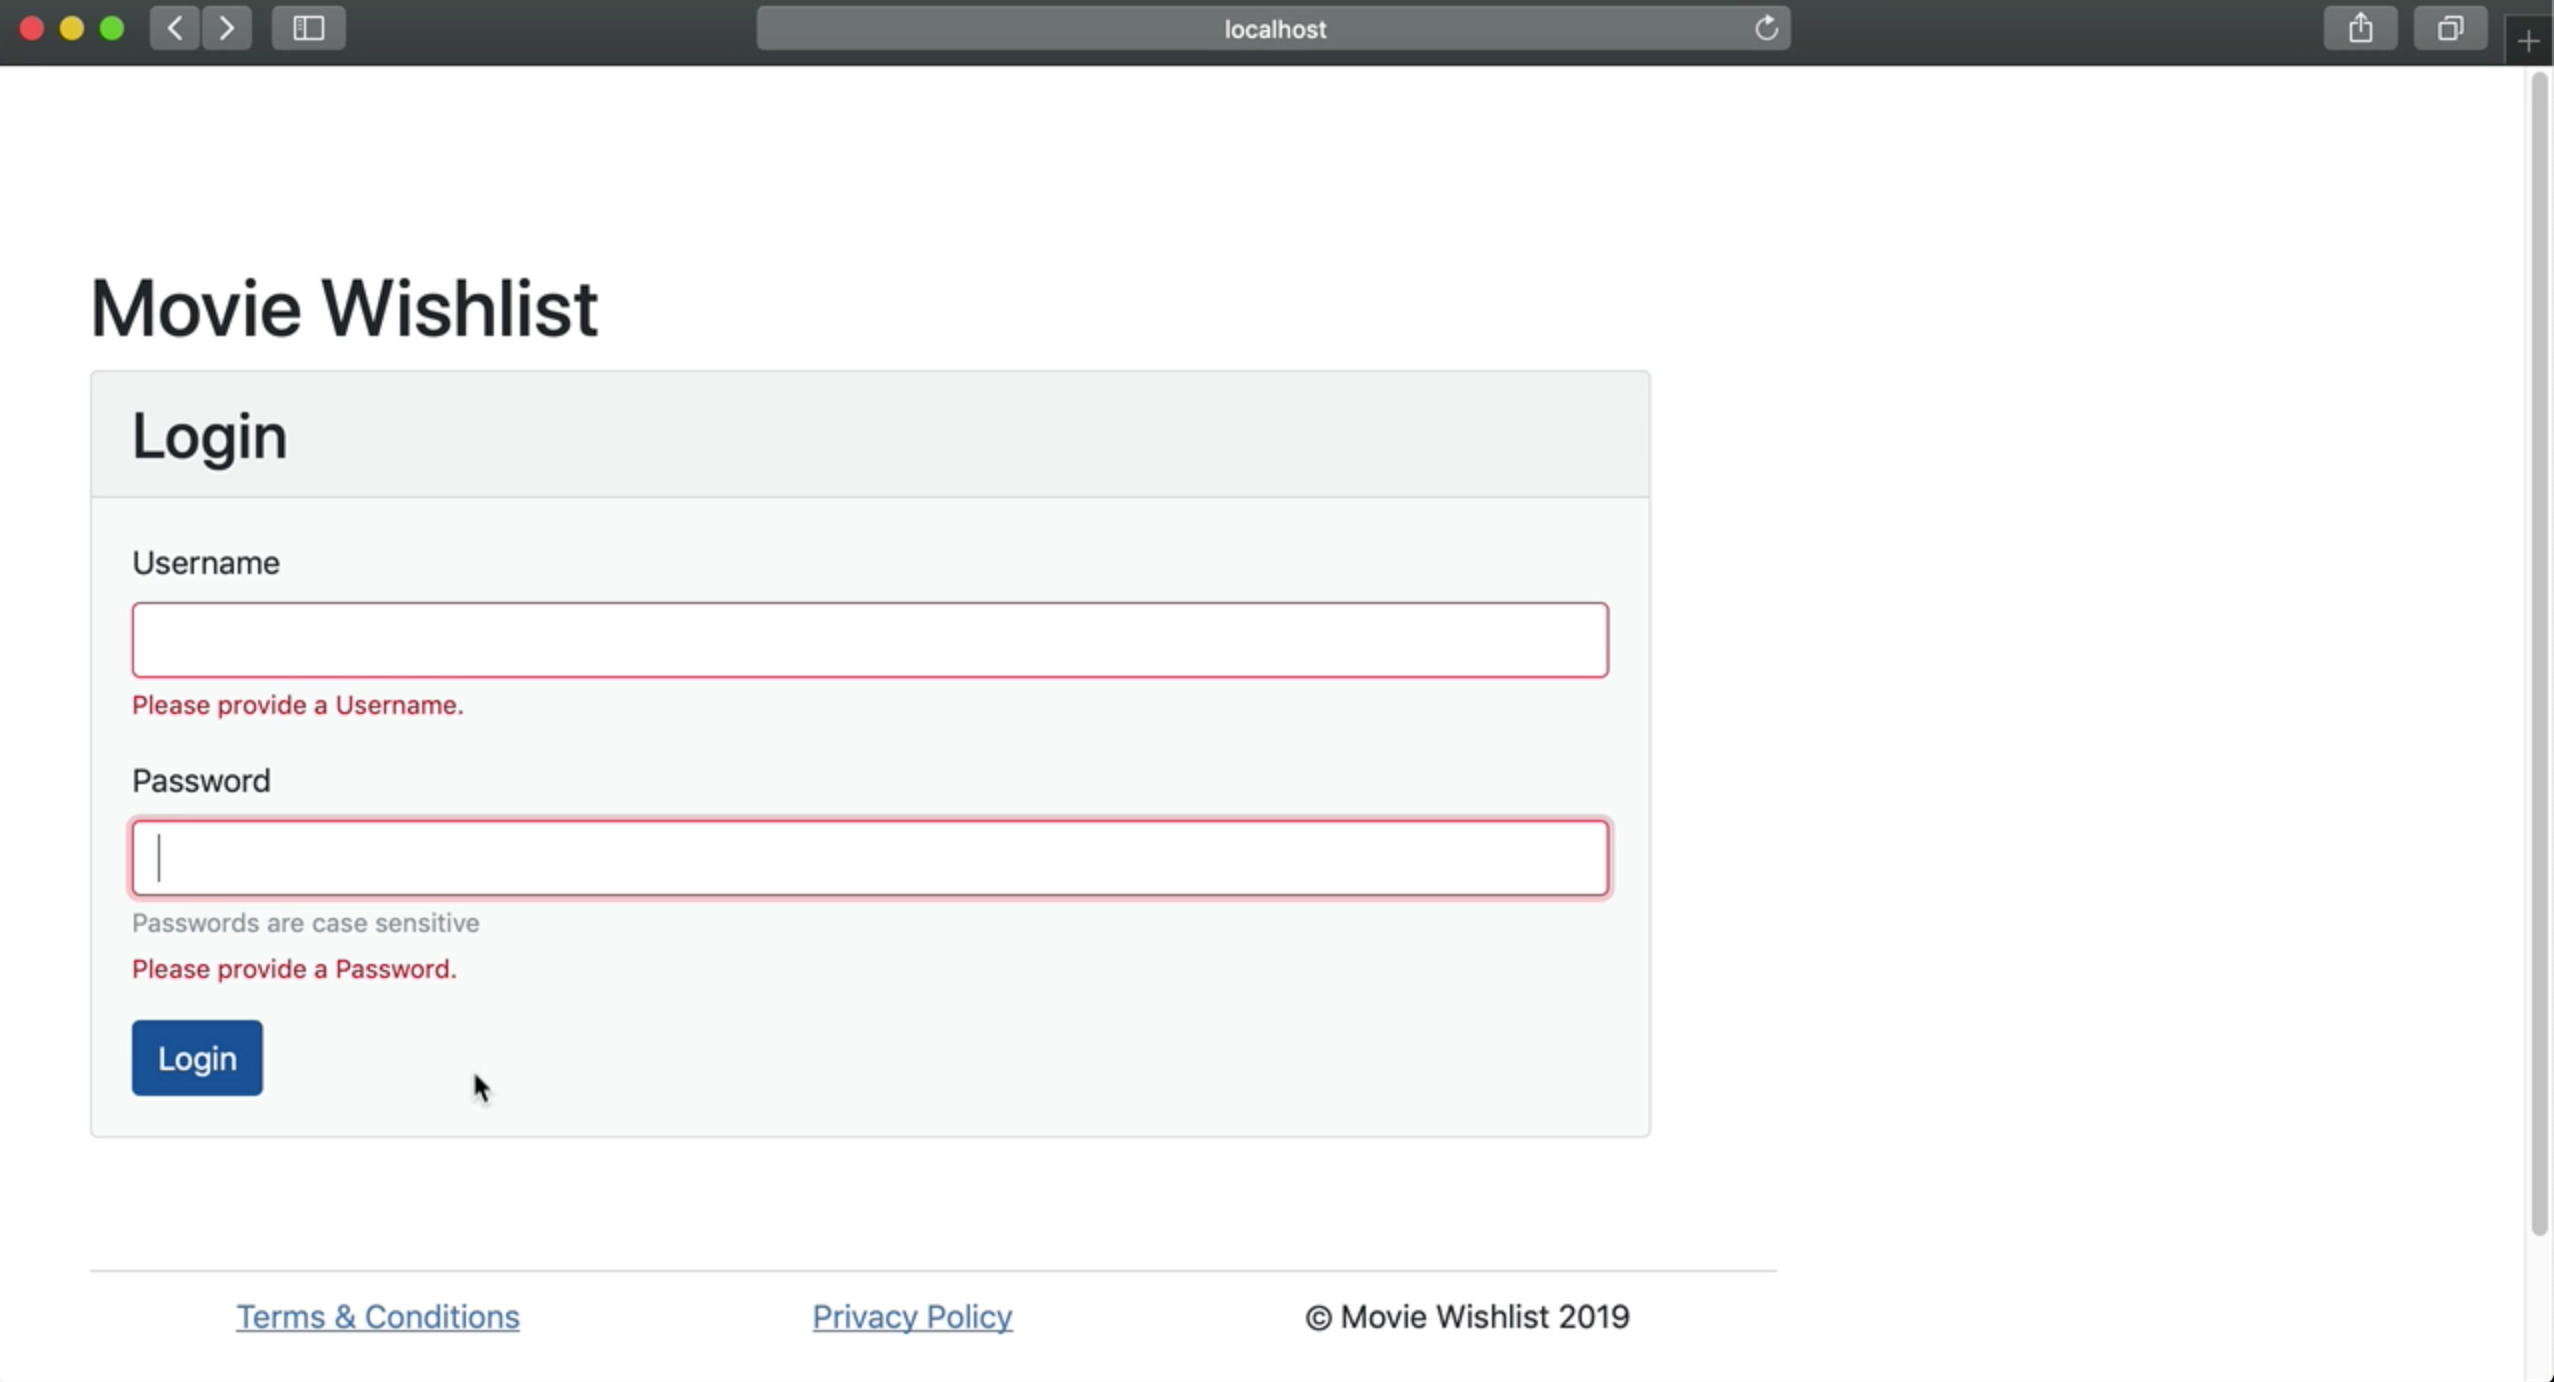 localhost
Movie Wishlist
Login
Username
Please provide a Username.
Password
Passwords are case sensitive
Please provide a Password.
Login
Terms & Conditions Privacy Policy © Movie Wishlist 2019